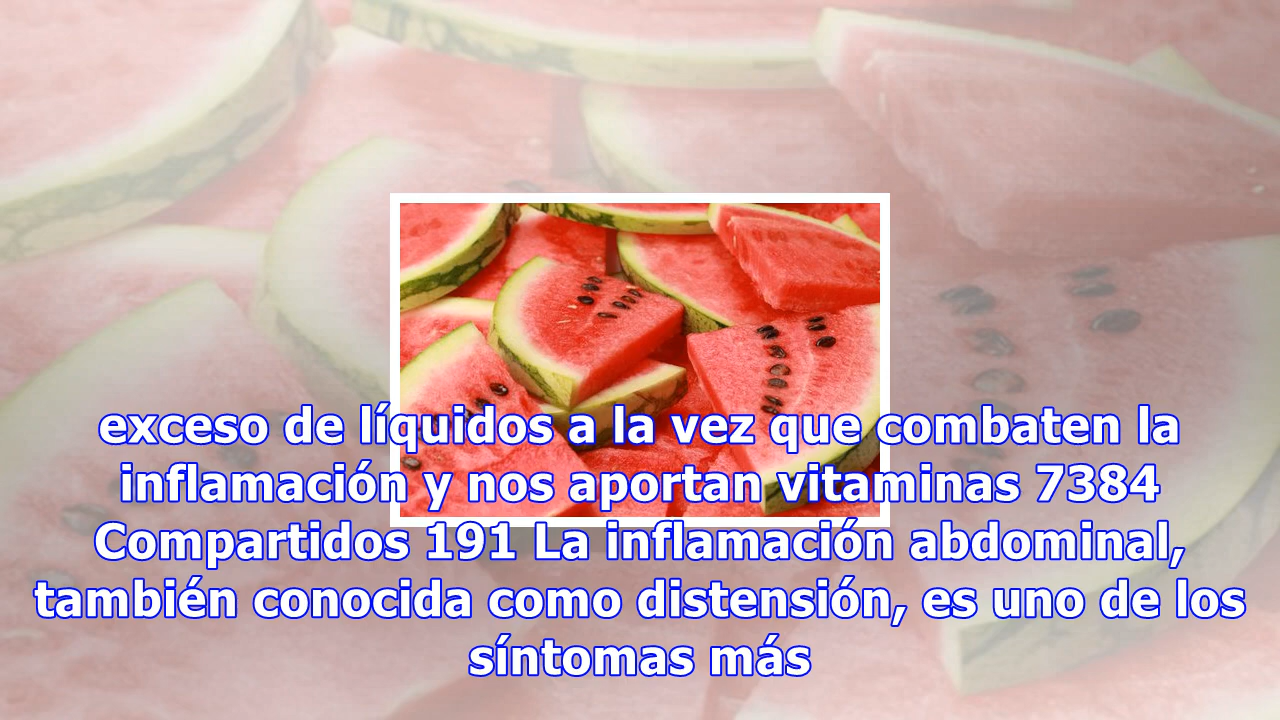 exceso de líquidos a la vez que combaten la
inflamación y nos aportan vitaminas 7384
Compartidos 191 La inflamación abdominal,
también conocida como distensión, es uno de los
síntomas más